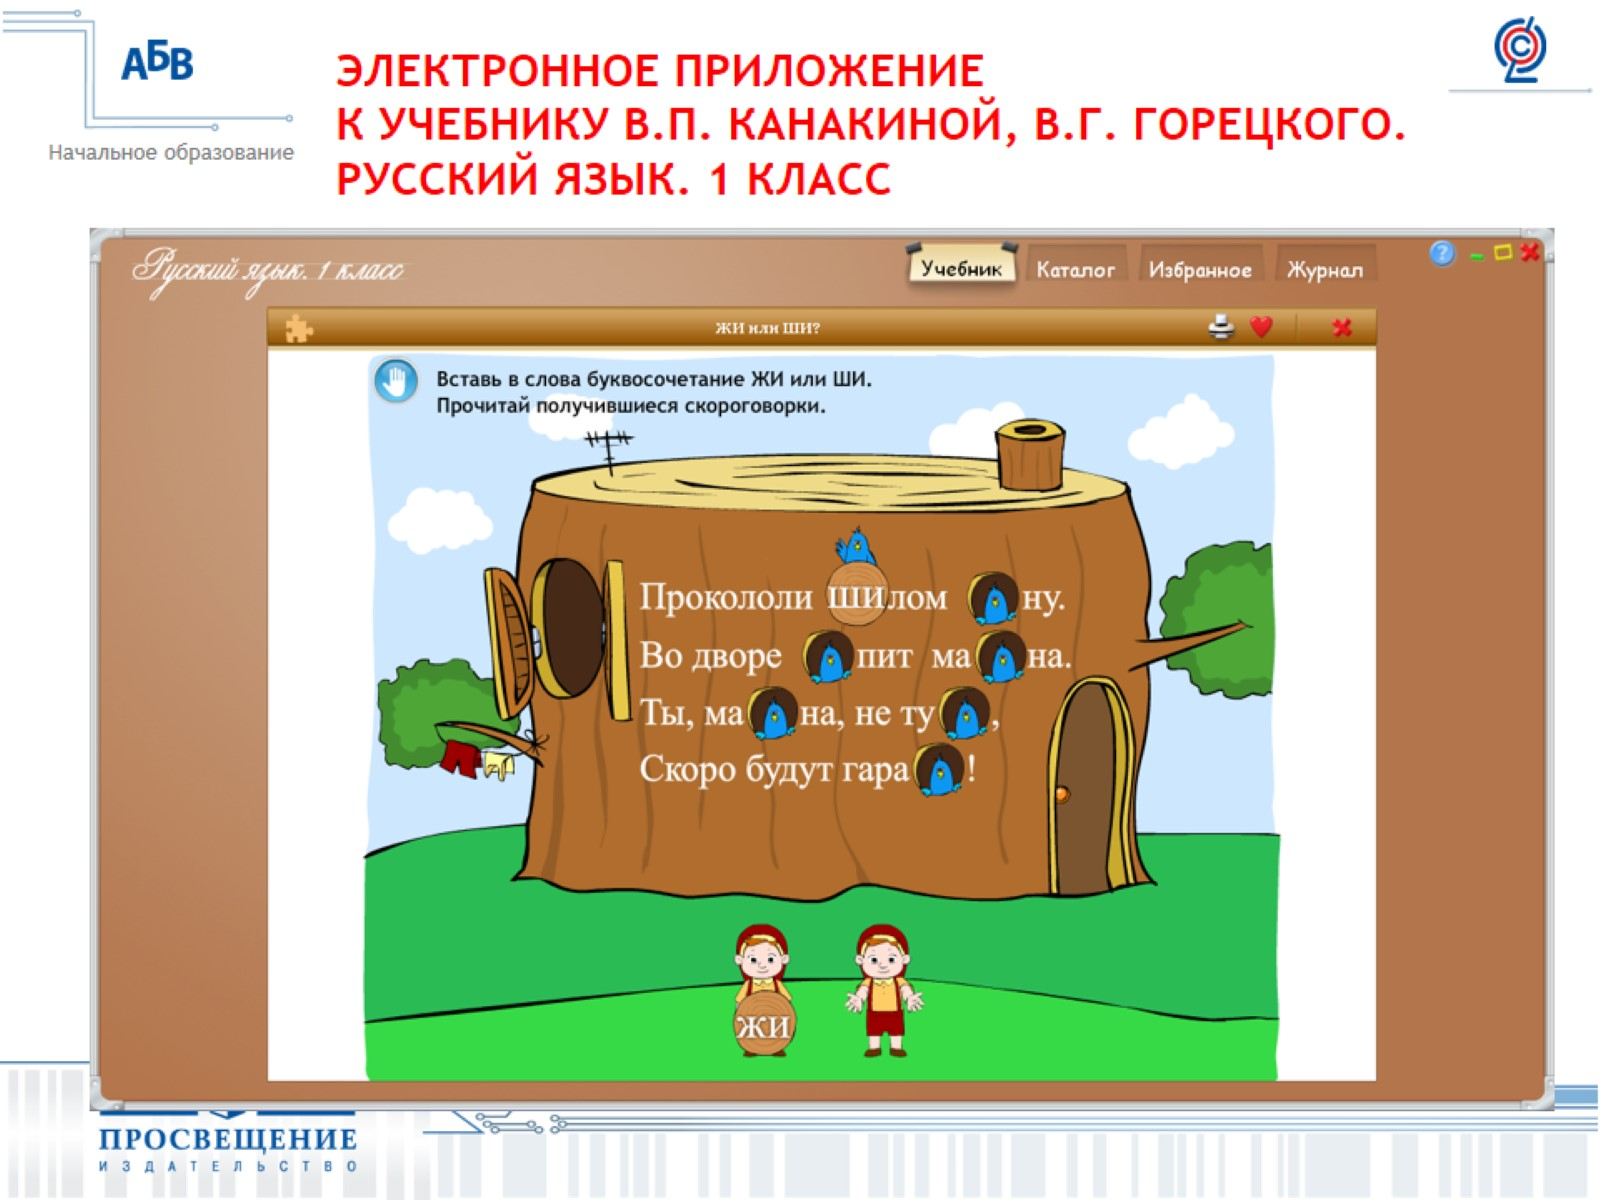 АБВ
Начальное образование
ЭЛЕКТРОННОЕ ПРИЛОЖЕНИЕ
К УЧЕБНИКУ В.П. КАНАКИНОЙ, В.Г. ГОРЕЦКОГО.
РУССКИЙ ЯЗЫК. 1 КЛАСС
Русский язык. 1 класс
Учебник Каталог Избранное Журнал
ЖИ или ШИ?
Вставь в слова буквосочетание ЖИ или ШИ.
Прочитай получившиеся скороговорки.
Прокололи шилом ну.
Во дворе пит ма на.
Ты, ма на, не ту ,
Скоро будут гара !
жи
ПРОСВЕЩЕНИЕ
ИЗДАТЕЛЬСТВО